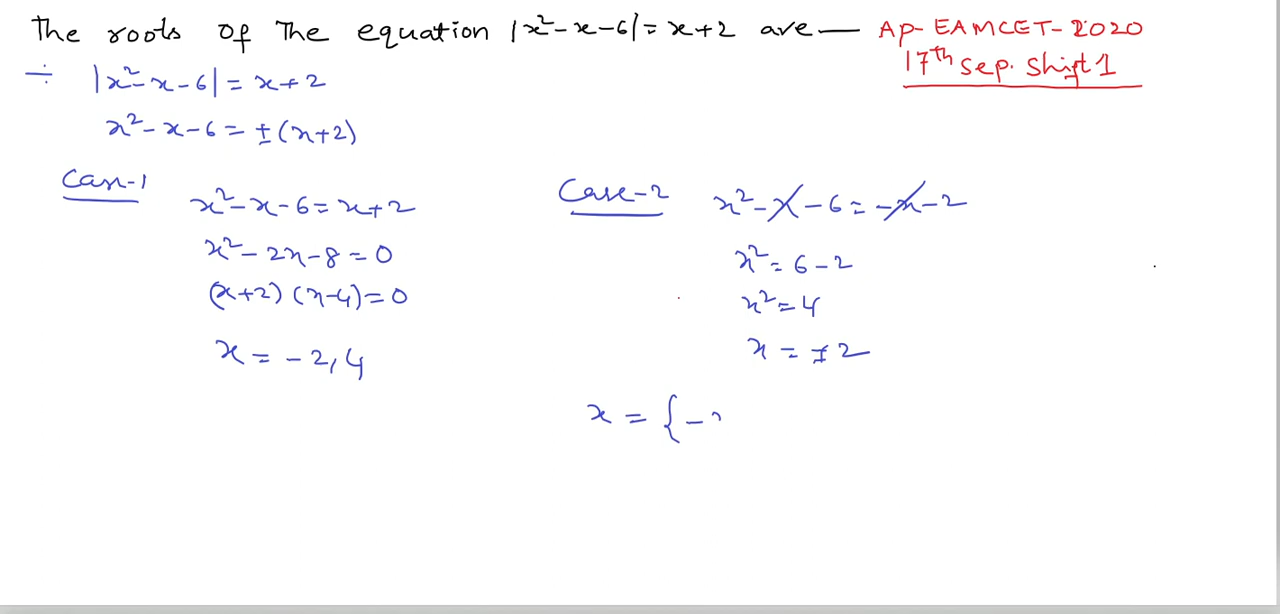 The roots of The equation |x²-x-6|=x+2 are — AP-EAMCET-2020
17th Sep. Shift 1
÷ |x²-x-6|=x+2
x²-x-6=±(x+2)
Case-1
x²-x-6=x+2
x²-2x-8=0
(x+2)(x-4)=0
x=-2,4
Case-2
x²-x-6=-x-2
x²=6-2
x²=4
x=±2
x={-